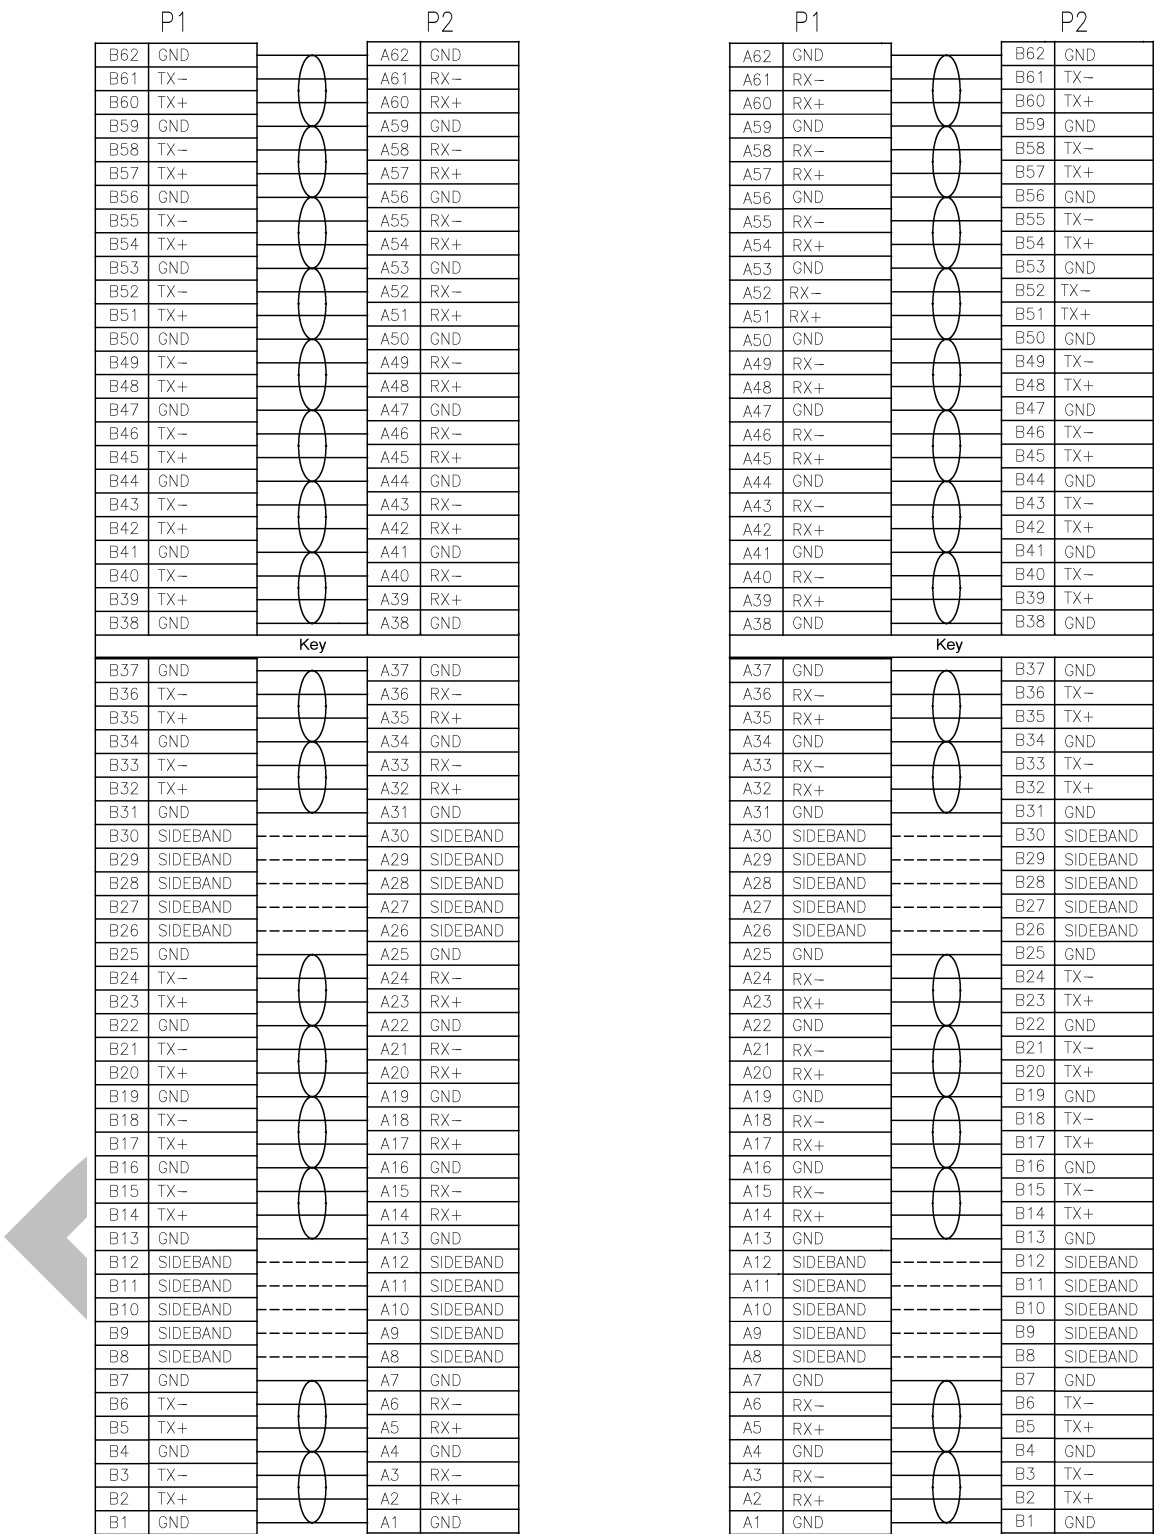 P1 P2 P1 P2
B62 GND A62 GND A62 GND B62 GND
B61 TX- A61 RX- A61 RX- B61 TX-
B60 TX+ A60 RX+ A60 RX+ B60 TX+
B59 GND A59 GND A59 GND B59 GND
B58 TX- A58 RX- A58 RX- B58 TX-
B57 TX+ A57 RX+ A57 RX+ B57 TX+
B56 GND A56 GND A56 GND B56 GND
B55 TX- A55 RX- A55 RX- B55 TX-
B54 TX+ A54 RX+ A54 RX+ B54 TX+
B53 GND A53 GND A53 GND B53 GND
B52 TX- A52 RX- A52 RX- B52 TX-
B51 TX+ A51 RX+ A51 RX+ B51 TX+
B50 GND A50 GND A50 GND B50 GND
B49 TX- A49 RX- A49 RX- B49 TX-
B48 TX+ A48 RX+ A48 RX+ B48 TX+
B47 GND A47 GND A47 GND B47 GND
B46 TX- A46 RX- A46 RX- B46 TX-
B45 TX+ A45 RX+ A45 RX+ B45 TX+
B44 GND A44 GND A44 GND B44 GND
B43 TX- A43 RX- A43 RX- B43 TX-
B42 TX+ A42 RX+ A42 RX+ B42 TX+
B41 GND A41 GND A41 GND B41 GND
B40 TX- A40 RX- A40 RX- B40 TX-
B39 TX+ A39 RX+ A39 RX+ B39 TX+
B38 GND A38 GND A38 GND B38 GND
Key Key
B37 GND A37 GND A37 GND B37 GND
B36 TX- A36 RX- A36 RX- B36 TX-
B35 TX+ A35 RX+ A35 RX+ B35 TX+
B34 GND A34 GND A34 GND B34 GND
B33 TX- A33 RX- A33 RX- B33 TX-
B32 TX+ A32 RX+ A32 RX+ B32 TX+
B31 GND A31 GND A31 GND B31 GND
B30 SIDEBAND A30 SIDEBAND A30 SIDEBAND B30 SIDEBAND
B29 SIDEBAND A29 SIDEBAND A29 SIDEBAND B29 SIDEBAND
B28 SIDEBAND A28 SIDEBAND A28 SIDEBAND B28 SIDEBAND
B27 SIDEBAND A27 SIDEBAND A27 SIDEBAND B27 SIDEBAND
B26 SIDEBAND A26 SIDEBAND A26 SIDEBAND B26 SIDEBAND
B25 GND A25 GND A25 GND B25 GND
B24 TX- A24 RX- A24 RX- B24 TX-
B23 TX+ A23 RX+ A23 RX+ B23 TX+
B22 GND A22 GND A22 GND B22 GND
B21 TX- A21 RX- A21 RX- B21 TX-
B20 TX+ A20 RX+ A20 RX+ B20 TX+
B19 GND A19 GND A19 GND B19 GND
B18 TX- A18 RX- A18 RX- B18 TX-
B17 TX+ A17 RX+ A17 RX+ B17 TX+
B16 GND A16 GND A16 GND B16 GND
B15 TX- A15 RX- A15 RX- B15 TX-
B14 TX+ A14 RX+ A14 RX+ B14 TX+
B13 GND A13 GND A13 GND B13 GND
B12 SIDEBAND A12 SIDEBAND A12 SIDEBAND B12 SIDEBAND
B11 SIDEBAND A11 SIDEBAND A11 SIDEBAND B11 SIDEBAND
B10 SIDEBAND A10 SIDEBAND A10 SIDEBAND B10 SIDEBAND
B9 SIDEBAND A9 SIDEBAND A9 SIDEBAND B9 SIDEBAND
B8 SIDEBAND A8 SIDEBAND A8 SIDEBAND B8 SIDEBAND
B7 GND A7 GND A7 GND B7 GND
B6 TX- A6 RX- A6 RX- B6 TX-
B5 TX+ A5 RX+ A5 RX+ B5 TX+
B4 GND A4 GND A4 GND B4 GND
B3 TX- A3 RX- A3 RX- B3 TX-
B2 TX+ A2 RX+ A2 RX+ B2 TX+
B1 GND A1 GND A1 GND B1 GND